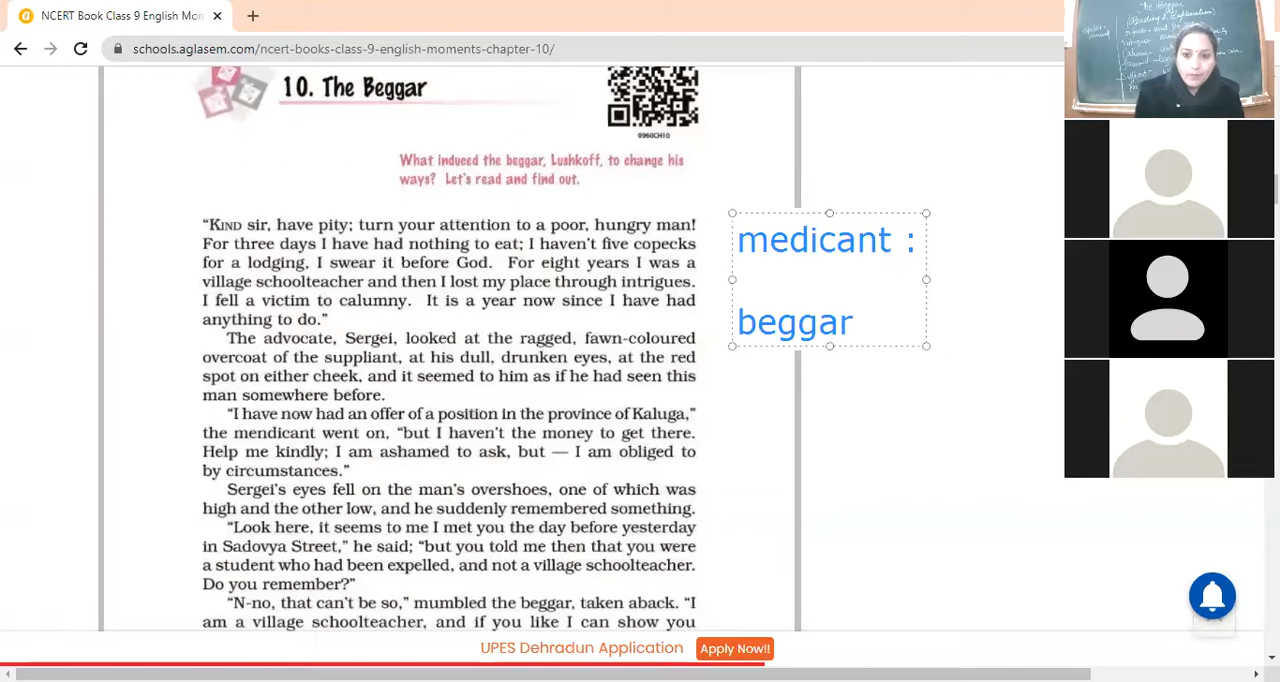 NCERT Book Class 9 English Mom
schools.aglasem.com/ncert-books-class-9-english-moments-chapter-10/
10. The Beggar
0960CH10
What induced the beggar, Lushkoff, to change his
ways? Let's read and find out.
"KIND sir, have pity; turn your attention to a poor, hungry man!
For three days I have had nothing to eat; I haven't five copecks
for a lodging, I swear it before God. For eight years I was a
village schoolteacher and then I lost my place through intrigues.
I fell a victim to calumny. It is a year now since I have had
anything to do."
The advocate, Sergei, looked at the ragged, fawn-coloured
overcoat of the suppliant, at his dull, drunken eyes, at the red
spot on either cheek, and it seemed to him as if he had seen this
man somewhere before.
"I have now had an offer of a position in the province of Kaluga,"
the mendicant went on, "but I haven't the money to get there.
Help me kindly; I am ashamed to ask, but — I am obliged to
by circumstances."
Sergei's eyes fell on the man's overshoes, one of which was
high and the other low, and he suddenly remembered something.
"Look here, it seems to me I met you the day before yesterday
in Sadovya Street," he said; "but you told me then that you were
a student who had been expelled, and not a village schoolteacher.
Do you remember?"
"N-no, that can't be so," mumbled the beggar, taken aback. "I
am a village schoolteacher, and if you like I can show you
medicant :
beggar
The Beggar
UPES Dehradun Application
Apply Now!!